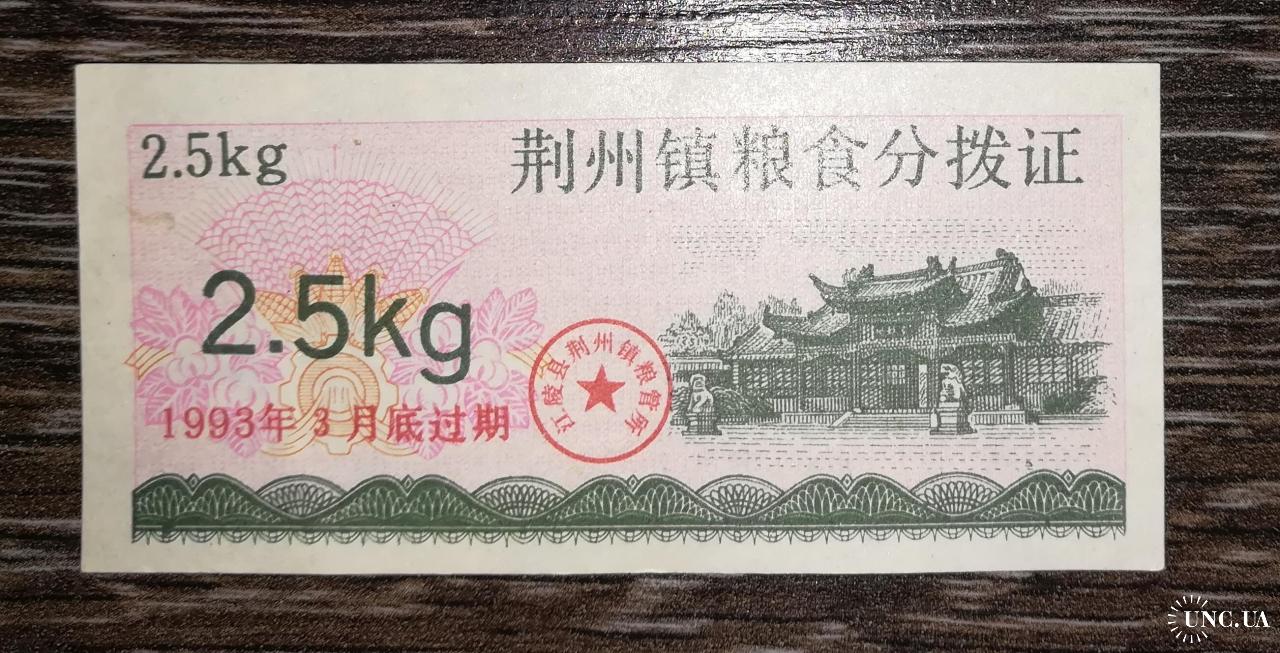 2.5kg
荆州镇粮食分拨证
2.5kg
江陵县荆州镇粮管所
1993年3月底过期
UNC.UA